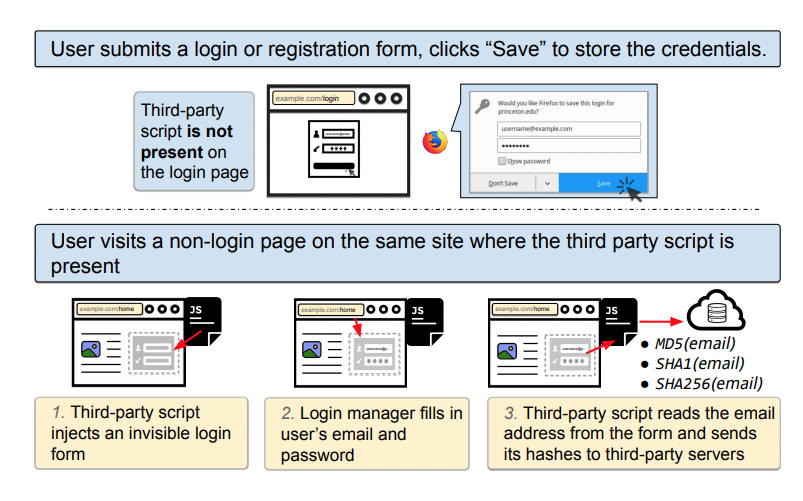 User submits a login or registration form, clicks “Save” to store the credentials.
Third-party
script is not
present on
the login page
example.com/login
username@exam
****
Would you like Firefox to save this login for
princeton.edu?
username@example.com
••••••••
Show password
Don't Save
Save
User visits a non-login page on the same site where the third party script is
present
example.com/home
JS
example.com/home
username@e
****
JS
example.com/home
username@e
****
JS
● MD5(email)
● SHA1(email)
● SHA256(email)
1. Third-party script
injects an invisible login
form
2. Login manager fills in
user’s email and
password
3. Third-party script reads the email
address from the form and sends
its hashes to third-party servers